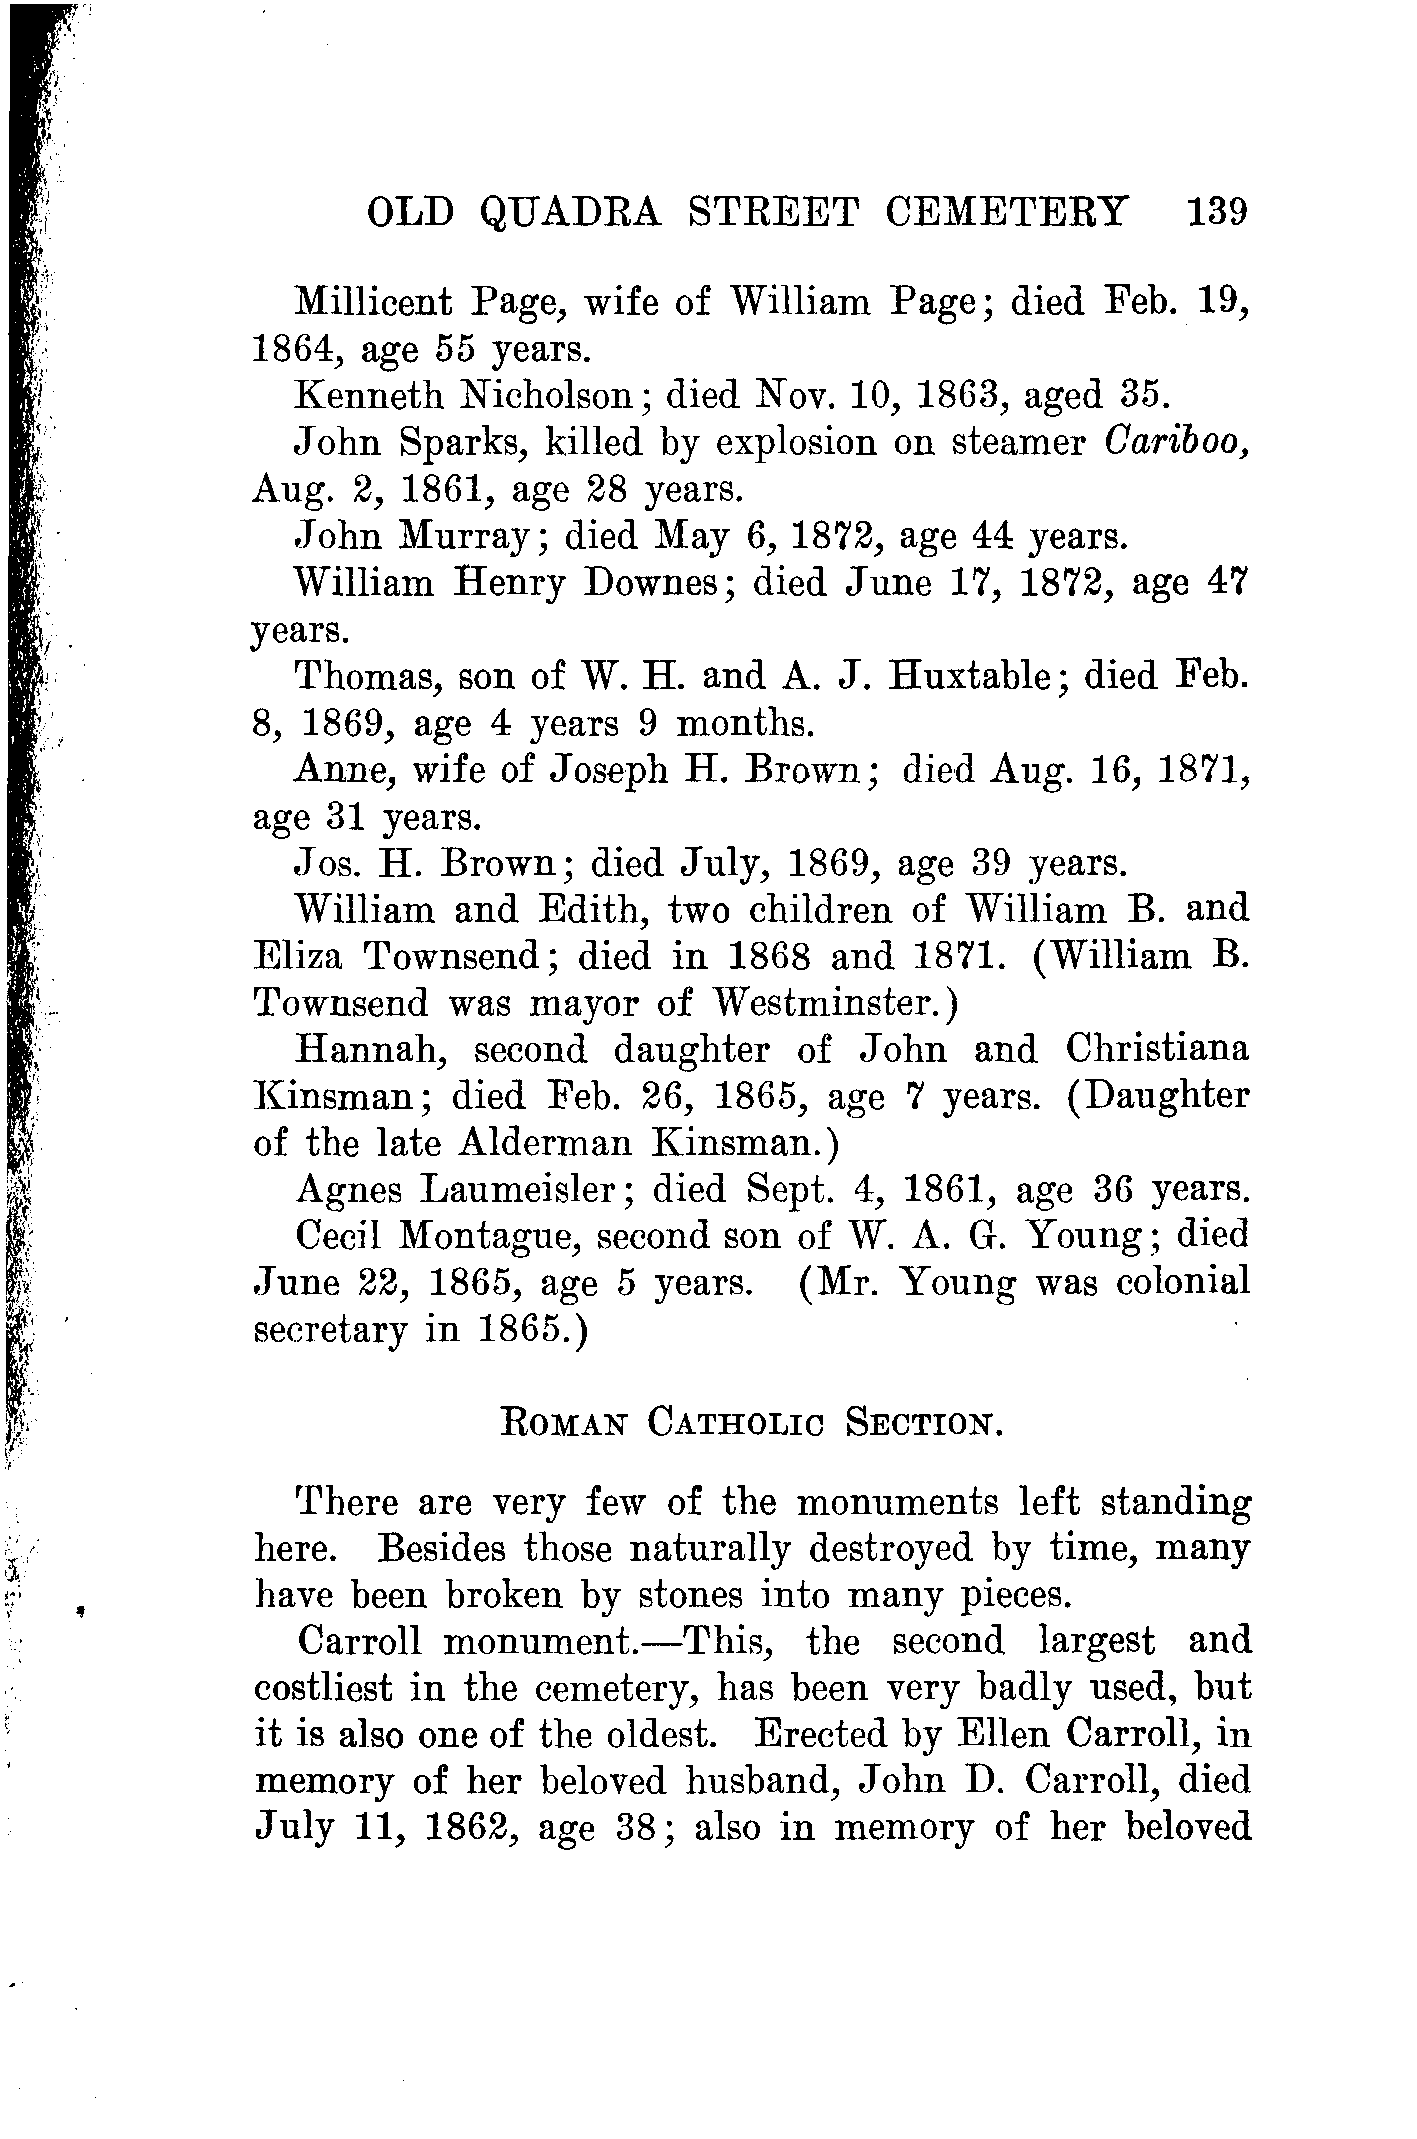 OLD QUADRA STREET CEMETERY 139
Millicent Page, wife of William Page; died Feb. 19,
1864, age 55 years.
Kenneth Nicholson; died Nov. 10, 1863, aged 35.
John Sparks, killed by explosion on steamer Cariboo,
Aug. 2, 1861, age 28 years.
John Murray; died May 6, 1872, age 44 years.
William Henry Downes; died June 17, 1872, age 47
years.
Thomas, son of W. H. and A. J. Huxtable; died Feb.
8, 1869, age 4 years 9 months.
Anne, wife of Joseph H. Brown; died Aug. 16, 1871,
age 31 years.
Jos. H. Brown; died July, 1869, age 39 years.
William and Edith, two children of William B. and
Eliza Townsend; died in 1868 and 1871. (William B.
Townsend was mayor of Westminster.)
Hannah, second daughter of John and Christiana
Kinsman; died Feb. 26, 1865, age 7 years. (Daughter
of the late Alderman Kinsman.)
Agnes Laumeisler; died Sept. 4, 1861, age 36 years.
Cecil Montague, second son of W. A. G. Young; died
June 22, 1865, age 5 years. (Mr. Young was colonial
secretary in 1865.)
ROMAN CATHOLIC SECTION.
There are very few of the monuments left standing
here. Besides those naturally destroyed by time, many
have been broken by stones into many pieces.
Carroll monument.—This, the second largest and
costliest in the cemetery, has been very badly used, but
it is also one of the oldest. Erected by Ellen Carroll, in
memory of her beloved husband, John D. Carroll, died
July 11, 1862, age 38; also in memory of her beloved